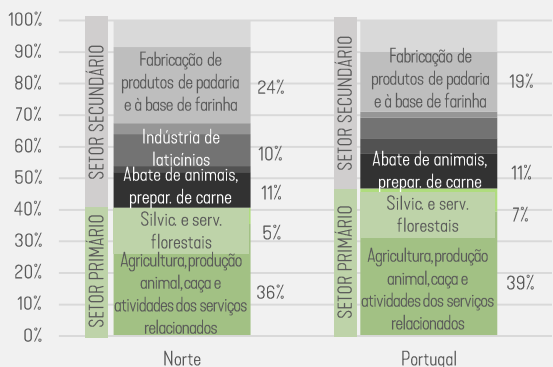 100%
90%
80%
70%
60%
50%
40%
30%
20%
10%
0%
SETOR SECUNDÁRIO
SETOR PRIMÁRIO
Fabricação de
produtos de padaria
e à base de farinha
Indústria de
laticínios
Abate de animais,
prepar. de carne
Silvic. e serv.
florestais
Agricultura, produção
animal, caça e
atividades dos serviços
relacionados
24%
10%
11%
5%
36%
Norte
SETOR SECUNDÁRIO
SETOR PRIMÁRIO
Fabricação de
produtos de padaria
e à base de farinha
Abate de animais,
prepar. de carne
Silvic. e serv.
florestais
Agricultura, produção
animal, caça e
atividades dos serviços
relacionados
19%
11%
7%
39%
Portugal